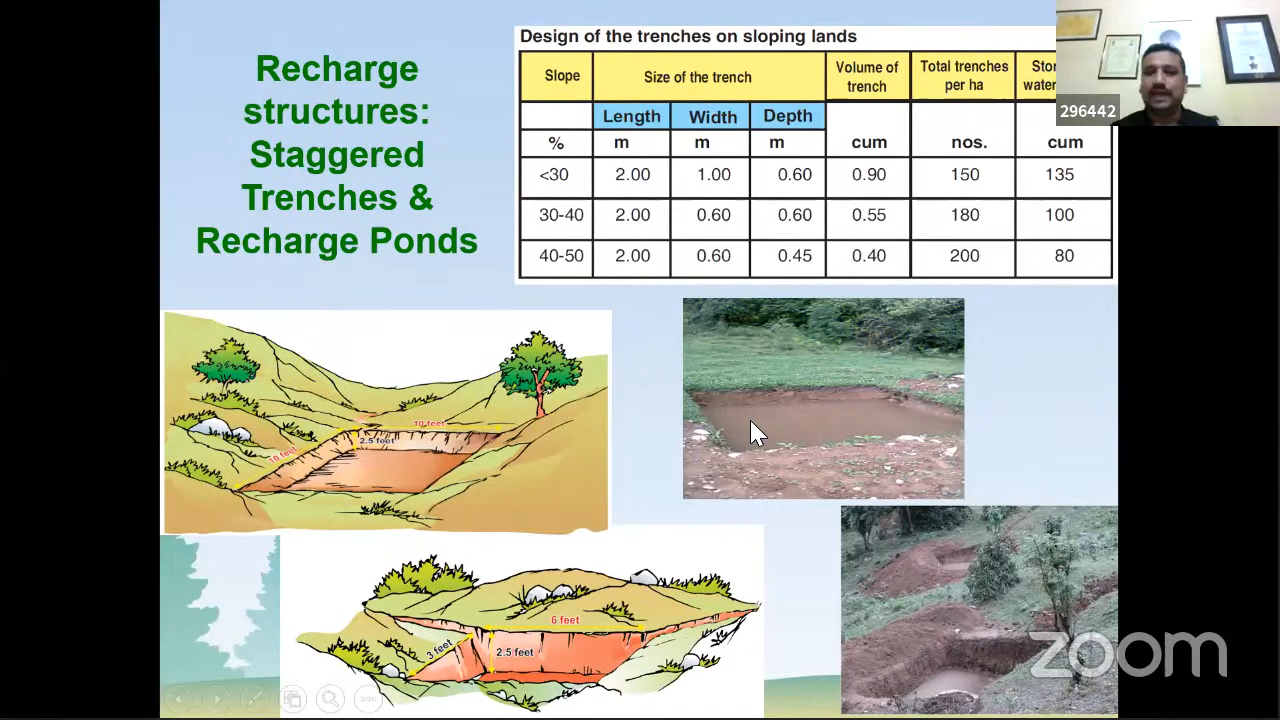 Recharge
structures:
Staggered
Trenches &
Recharge Ponds
Design of the trenches on sloping lands
Slope Size of the trench Volume of trench Total trenches per ha Sto water
Length Width Depth
% m m m cum nos. cum
<30 2.00 1.00 0.60 0.90 150 135
30-40 2.00 0.60 0.60 0.55 180 100
40-50 2.00 0.60 0.45 0.40 200 80
296442
10 feet
2.5 feet
10 feet
6 feet
3 feet
2.5 feet
zoom